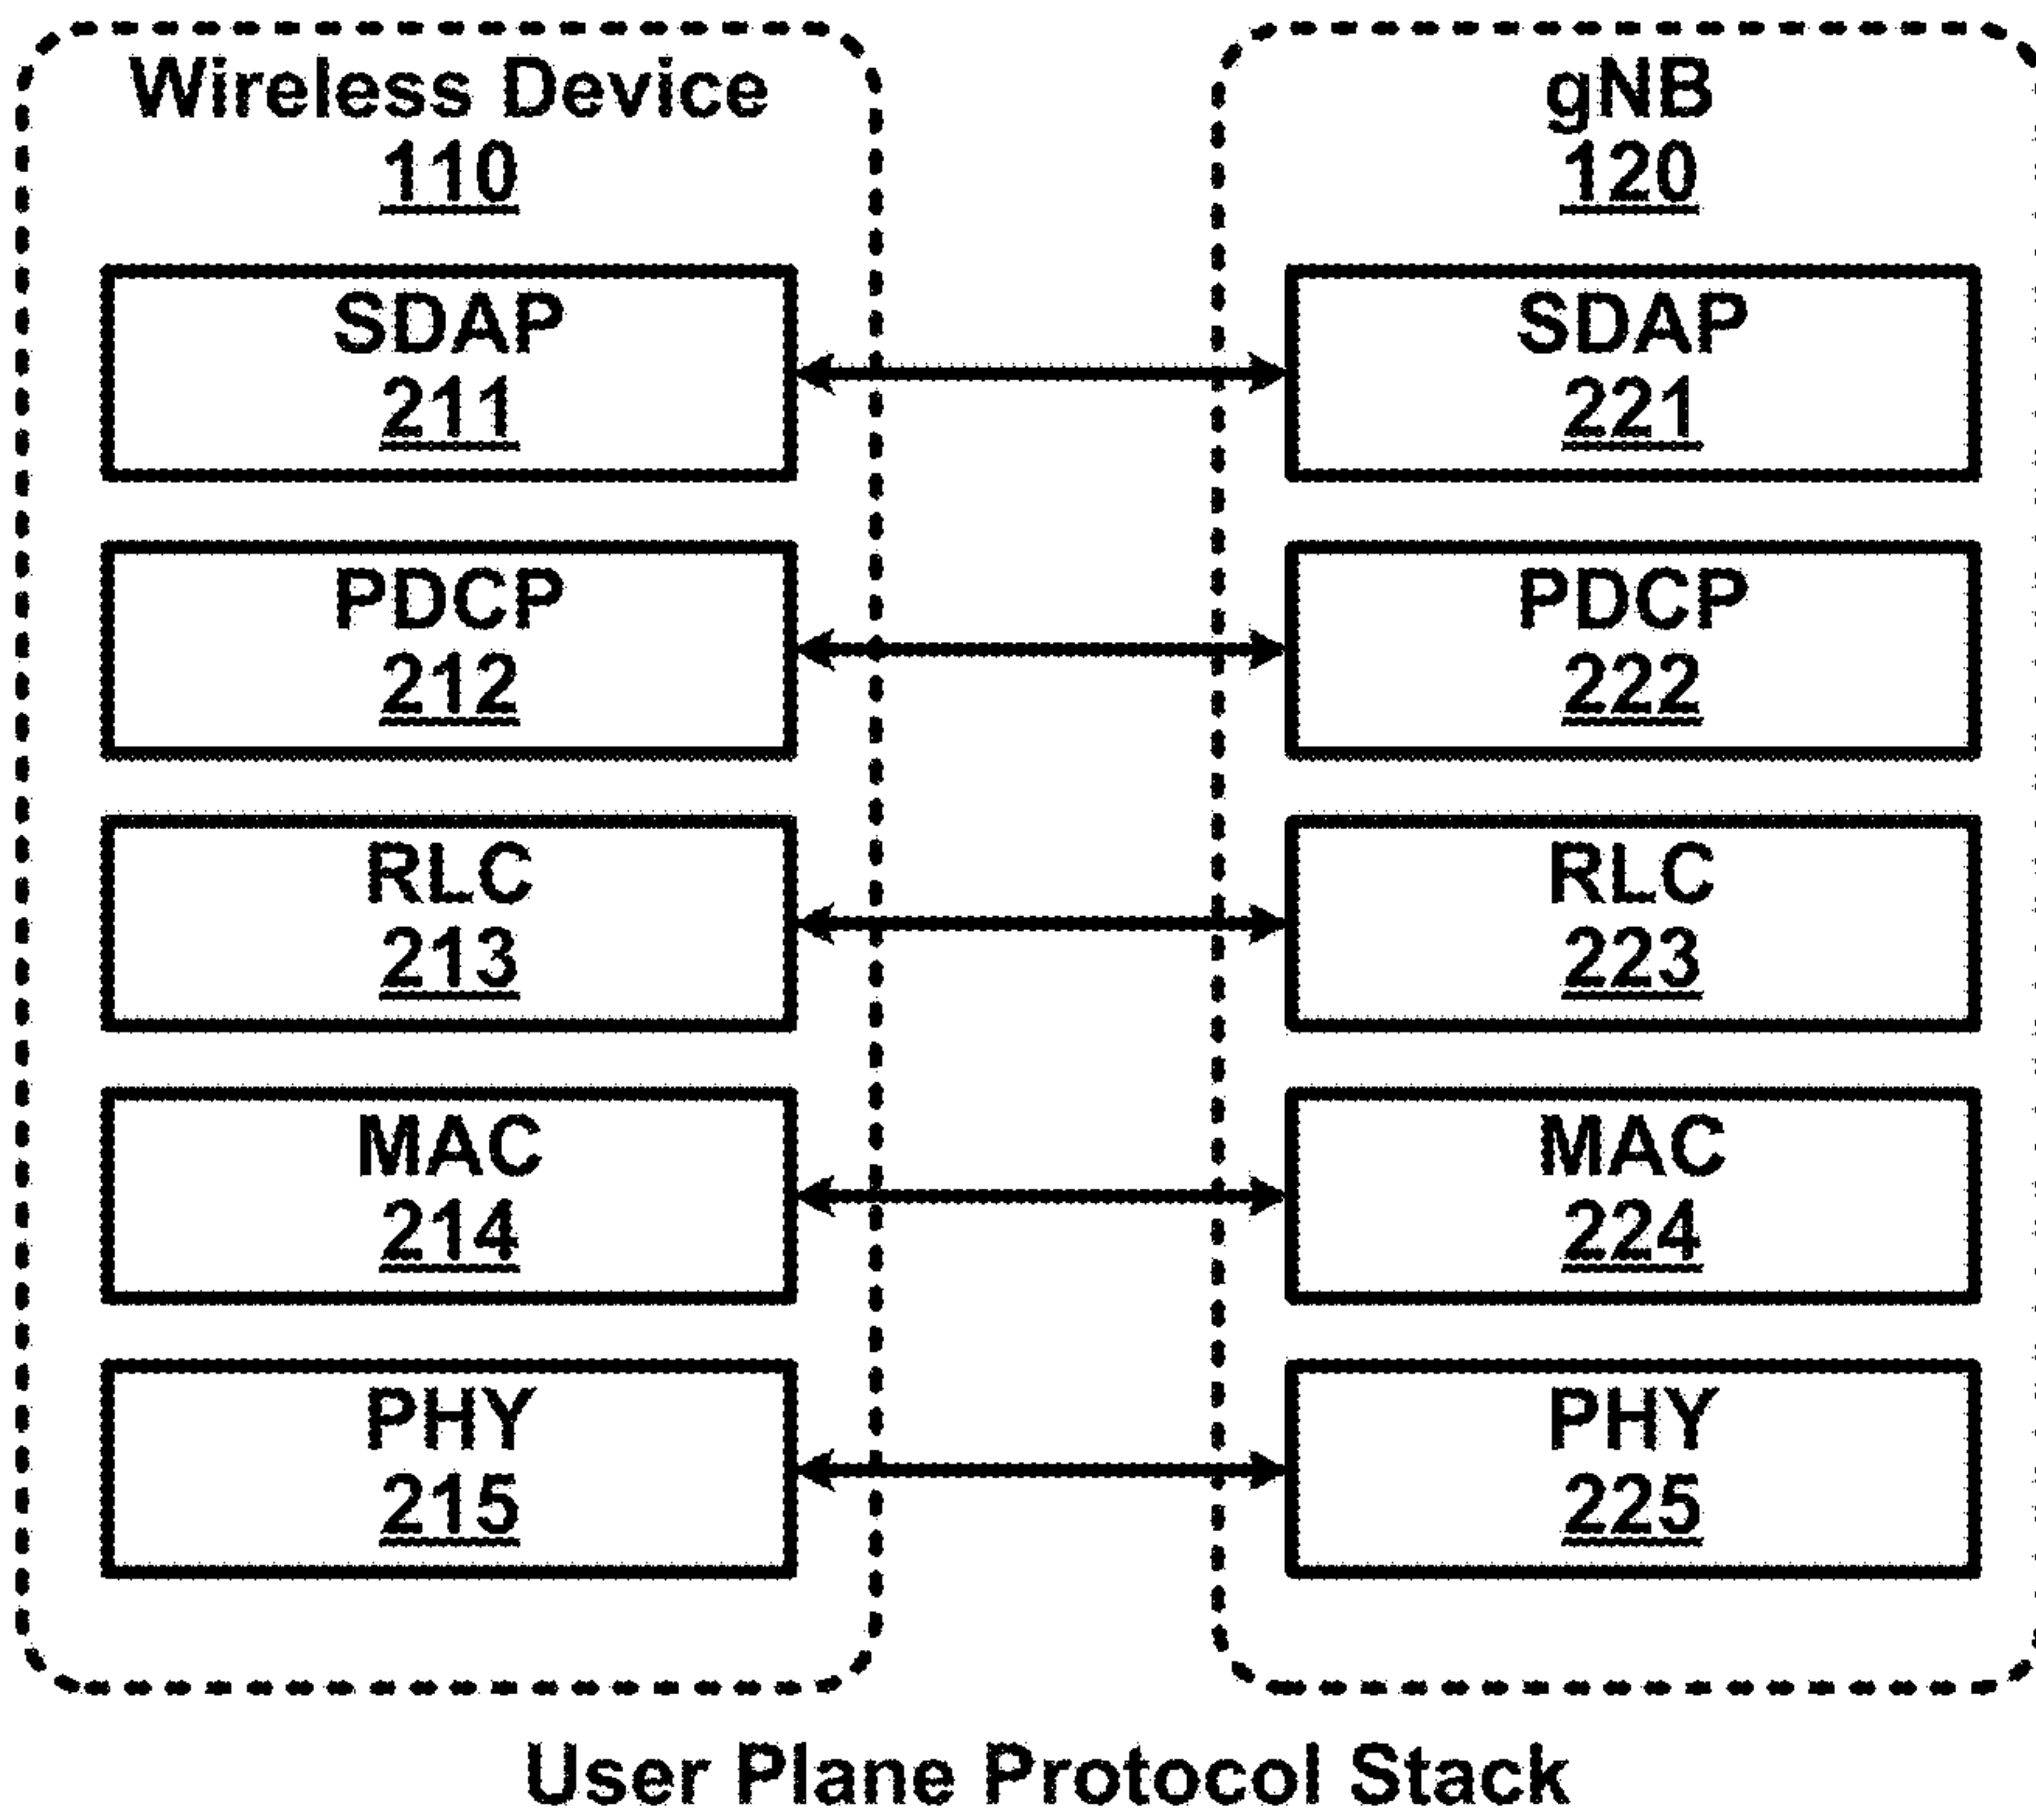 Wireless Device
110
SDAP
211
PDCP
212
RLC
213
MAC
214
PHY
215
gNB
120
SDAP
221
PDCP
222
RLC
223
MAC
224
PHY
225
User Plane Protocol Stack